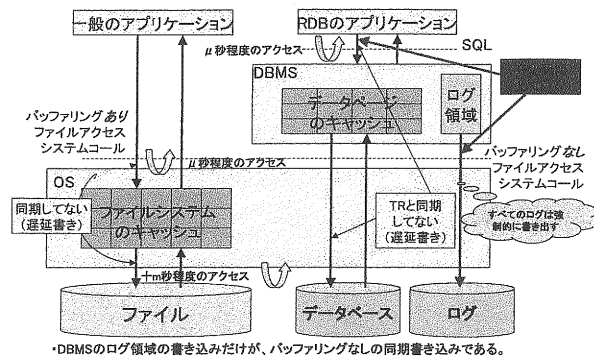 一般のアプリケーション
RDBのアプリケーション
μ秒程度のアクセス
SQL
DBMS
データページ
のキャッシュ
ログ
領域
バッファリングあり
ファイルアクセス
システムコール
μ秒程度のアクセス
バッファリングなし
ファイルアクセス
システムコール
OS
同期してない
(遅延書き)
ファイルシステム
のキャッシュ
TRと同期
してない
(遅延書き)
すべてのログは強
制的に書き出す
十m秒程度のアクセス
ファイル
データベース
ログ
・DBMSのログ領域の書き込みだけが、バッファリングなしの同期書き込みである。